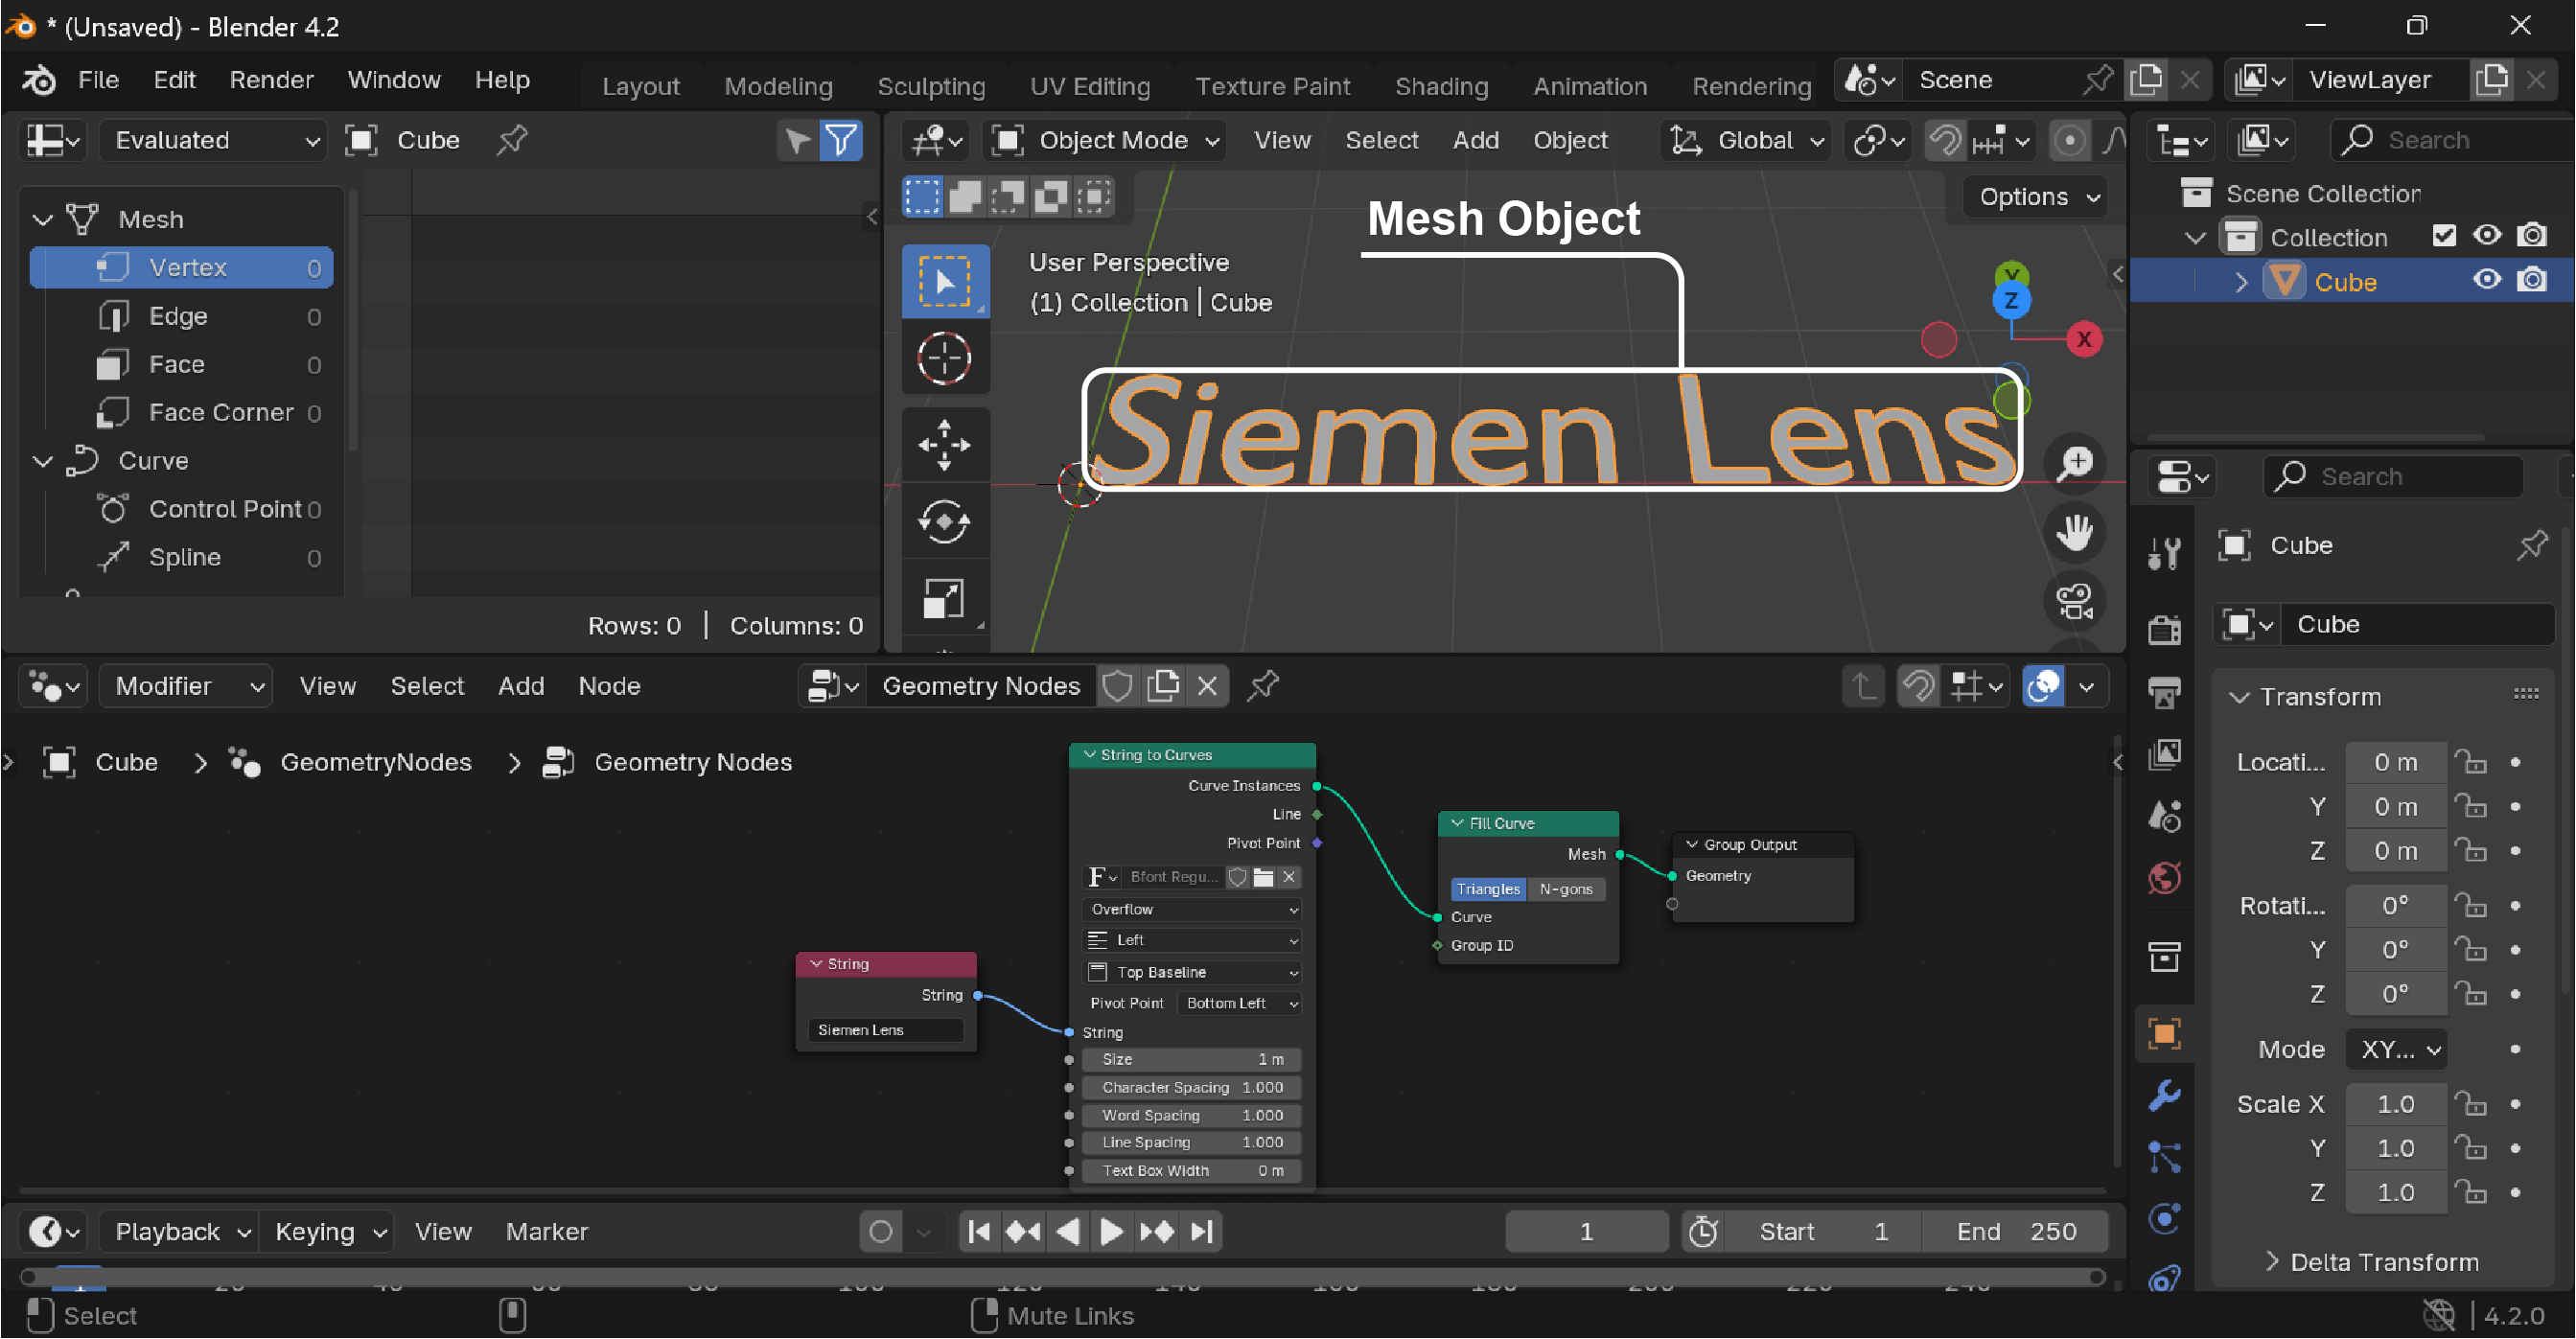 * (Unsaved) - Blender 4.2
File Edit Render Window Help Layout Modeling Sculpting UV Editing Texture Paint Shading Animation Rendering Scene ViewLayer
Evaluated Cube
Mesh
Vertex 0
Edge 0
Face 0
Face Corner 0
Curve
Control Point 0
Spline 0
Rows: 0 | Columns: 0
Object Mode View Select Add Object Global
Options
Mesh Object
User Perspective
(1) Collection | Cube
Y
Z
X
Siemen Lens
Search
Scene Collection
Collection
Cube
Modifier View Select Add Node Geometry Nodes
Cube > GeometryNodes > Geometry Nodes
String
String
Siemen Lens
String to Curves
Curve Instances
Line
Pivot Point
F Bfont Regu...
Overflow
Left
Top Baseline
Pivot Point Bottom Left
String
Size 1 m
Character Spacing 1.000
Word Spacing 1.000
Line Spacing 1.000
Text Box Width 0 m
Fill Curve
Mesh
Triangles N-gons
Curve
Group ID
Group Output
Geometry
Search
Cube
Cube
Transform
Locati... 0 m
Y 0 m
Z 0 m
Rotati... 0°
Y 0°
Z 0°
Mode XY...
Scale X 1.0
Y 1.0
Z 1.0
Delta Transform
Playback Keying View Marker 1 Start 1 End 250
Select Mute Links 4.2.0